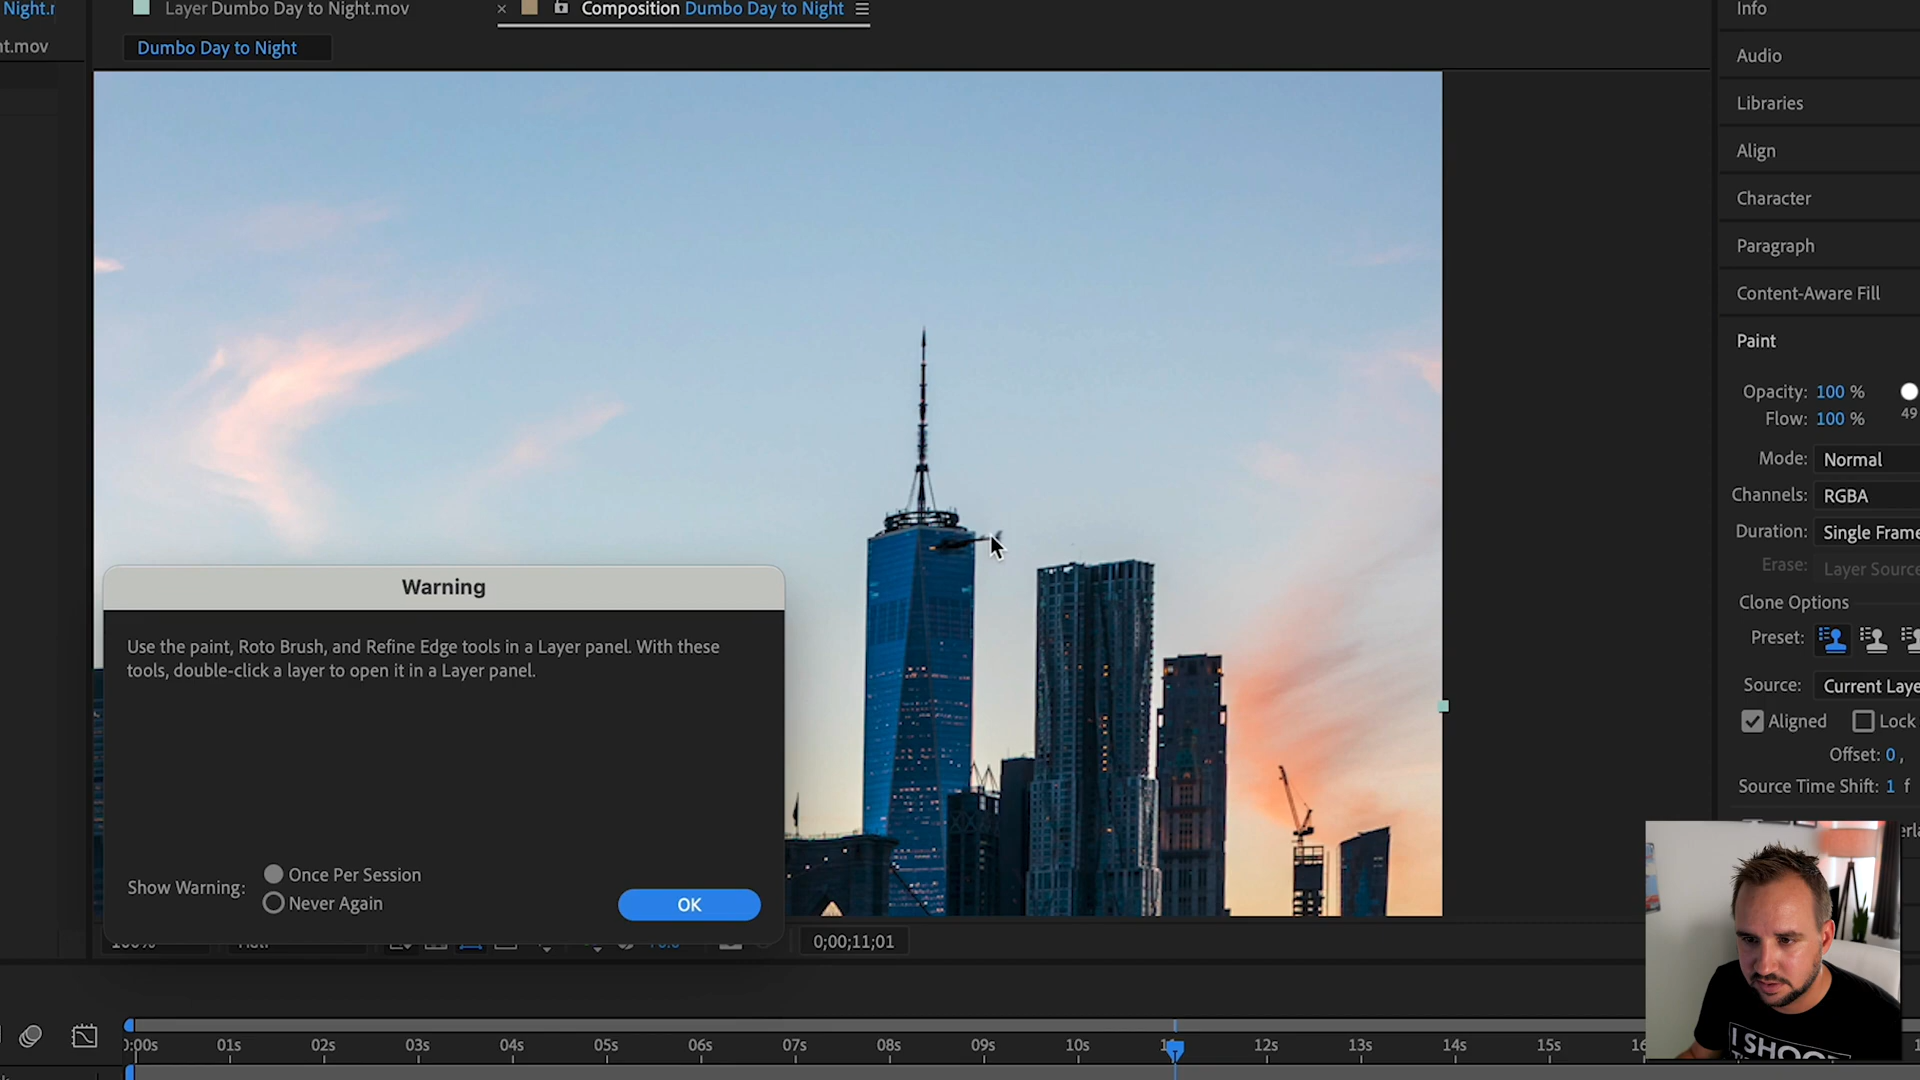 Night.r
Layer Dumbo Day to Night.mov
Composition Dumbo Day to Night
Info
nt.mov
Dumbo Day to Night
Audio
Libraries
Align
Character
Paragraph
Content-Aware Fill
Paint
Opacity: 100 %
49
Flow: 100 %
Mode: Normal
Channels: RGBA
Duration: Single Frame
Erase: Layer Source
Clone Options
Preset:
Source: Current Laye
Aligned Lock
Offset: 0 ,
Source Time Shift: 1 f
Warning
Use the paint, Roto Brush, and Refine Edge tools in a Layer panel. With these
tools, double-click a layer to open it in a Layer panel.
Show Warning:
Once Per Session
Never Again
OK
0;00;11;01
0:00s 01s 02s 03s 04s 05s 06s 07s 08s 09s 10s 12s 13s 14s 15s 16
I SHOO